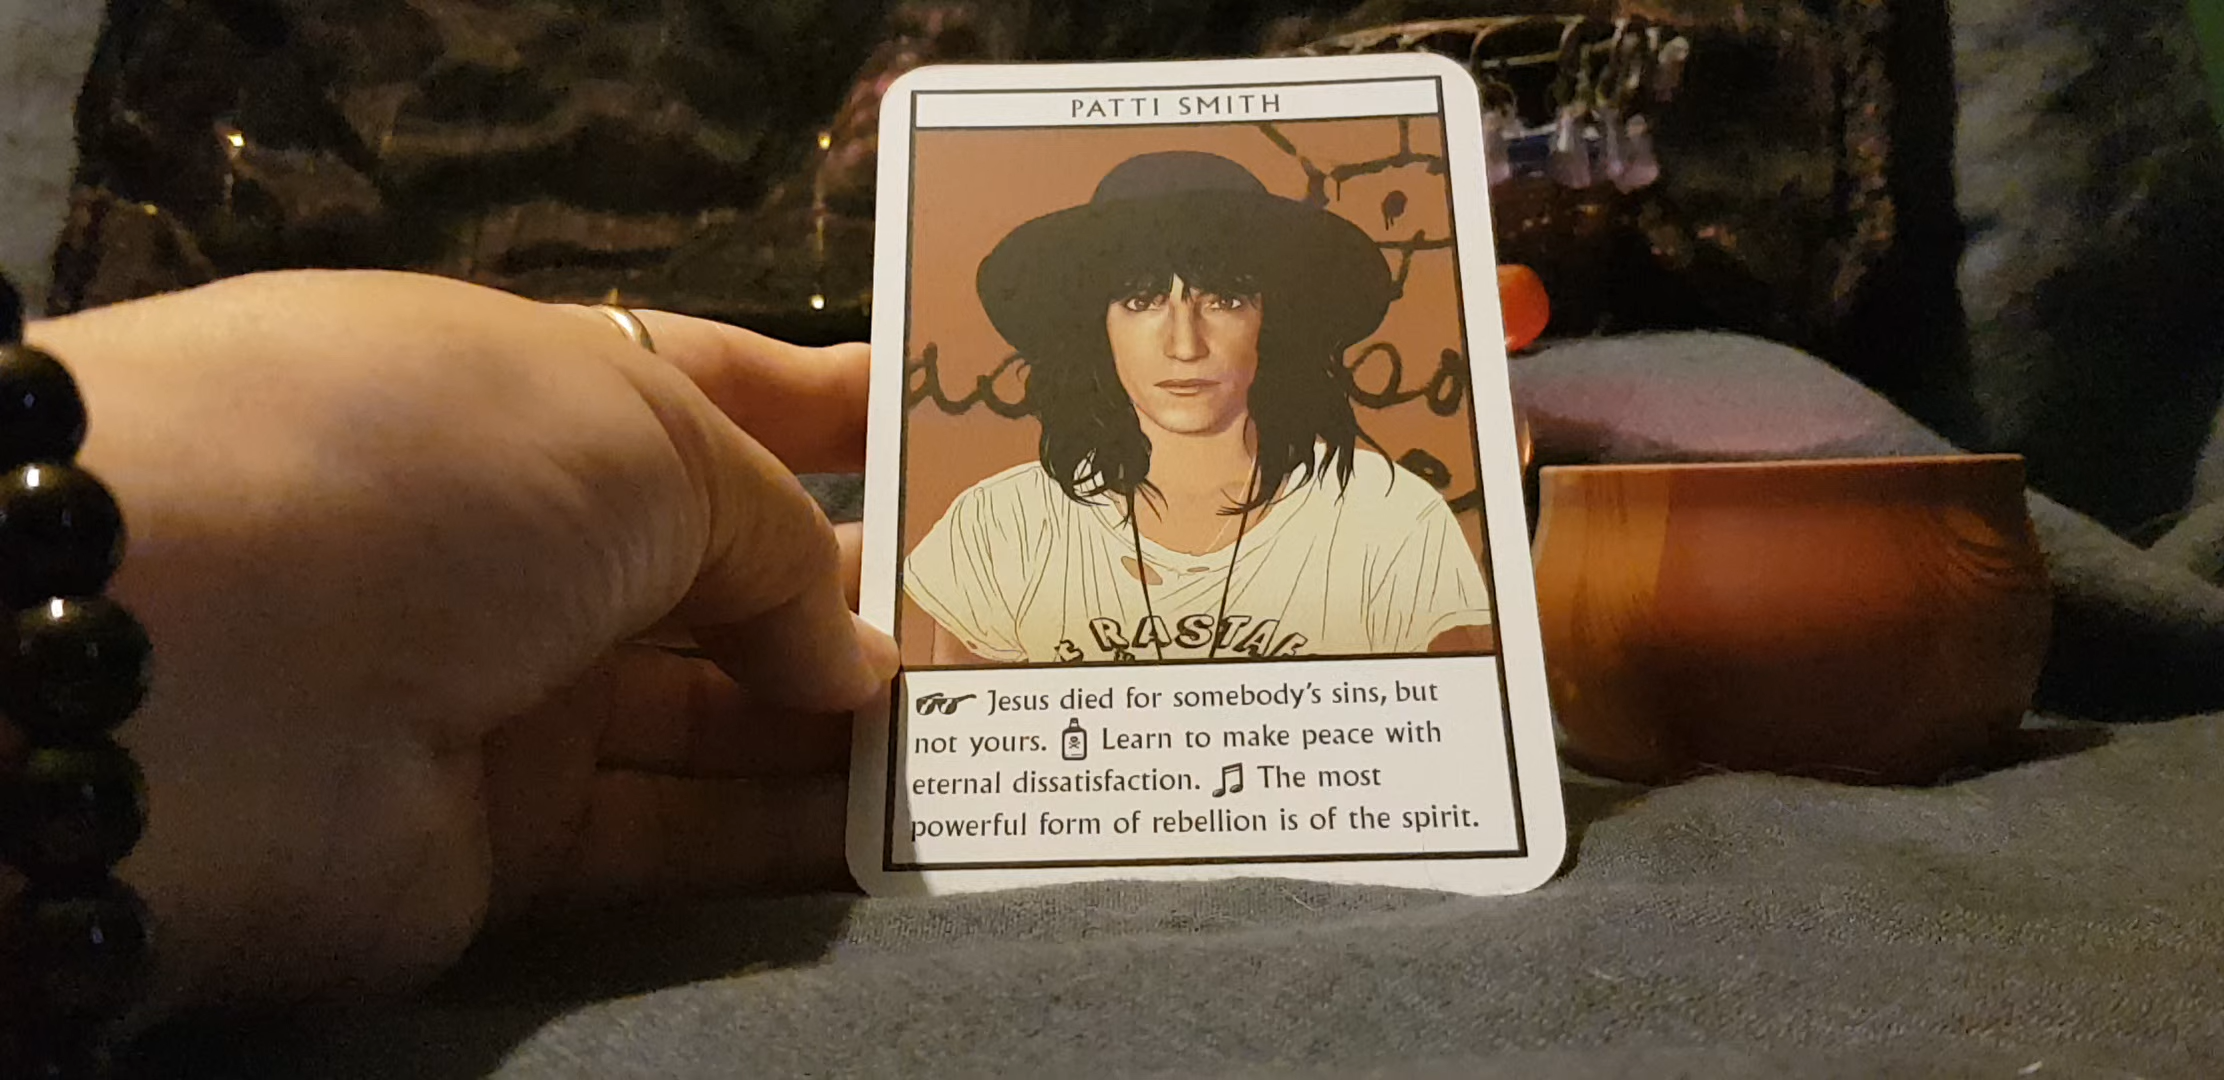 PATTI SMITH
RASTAF
Jesus died for somebody's sins, but
not yours. Learn to make peace with
eternal dissatisfaction. The most
powerful form of rebellion is of the spirit.